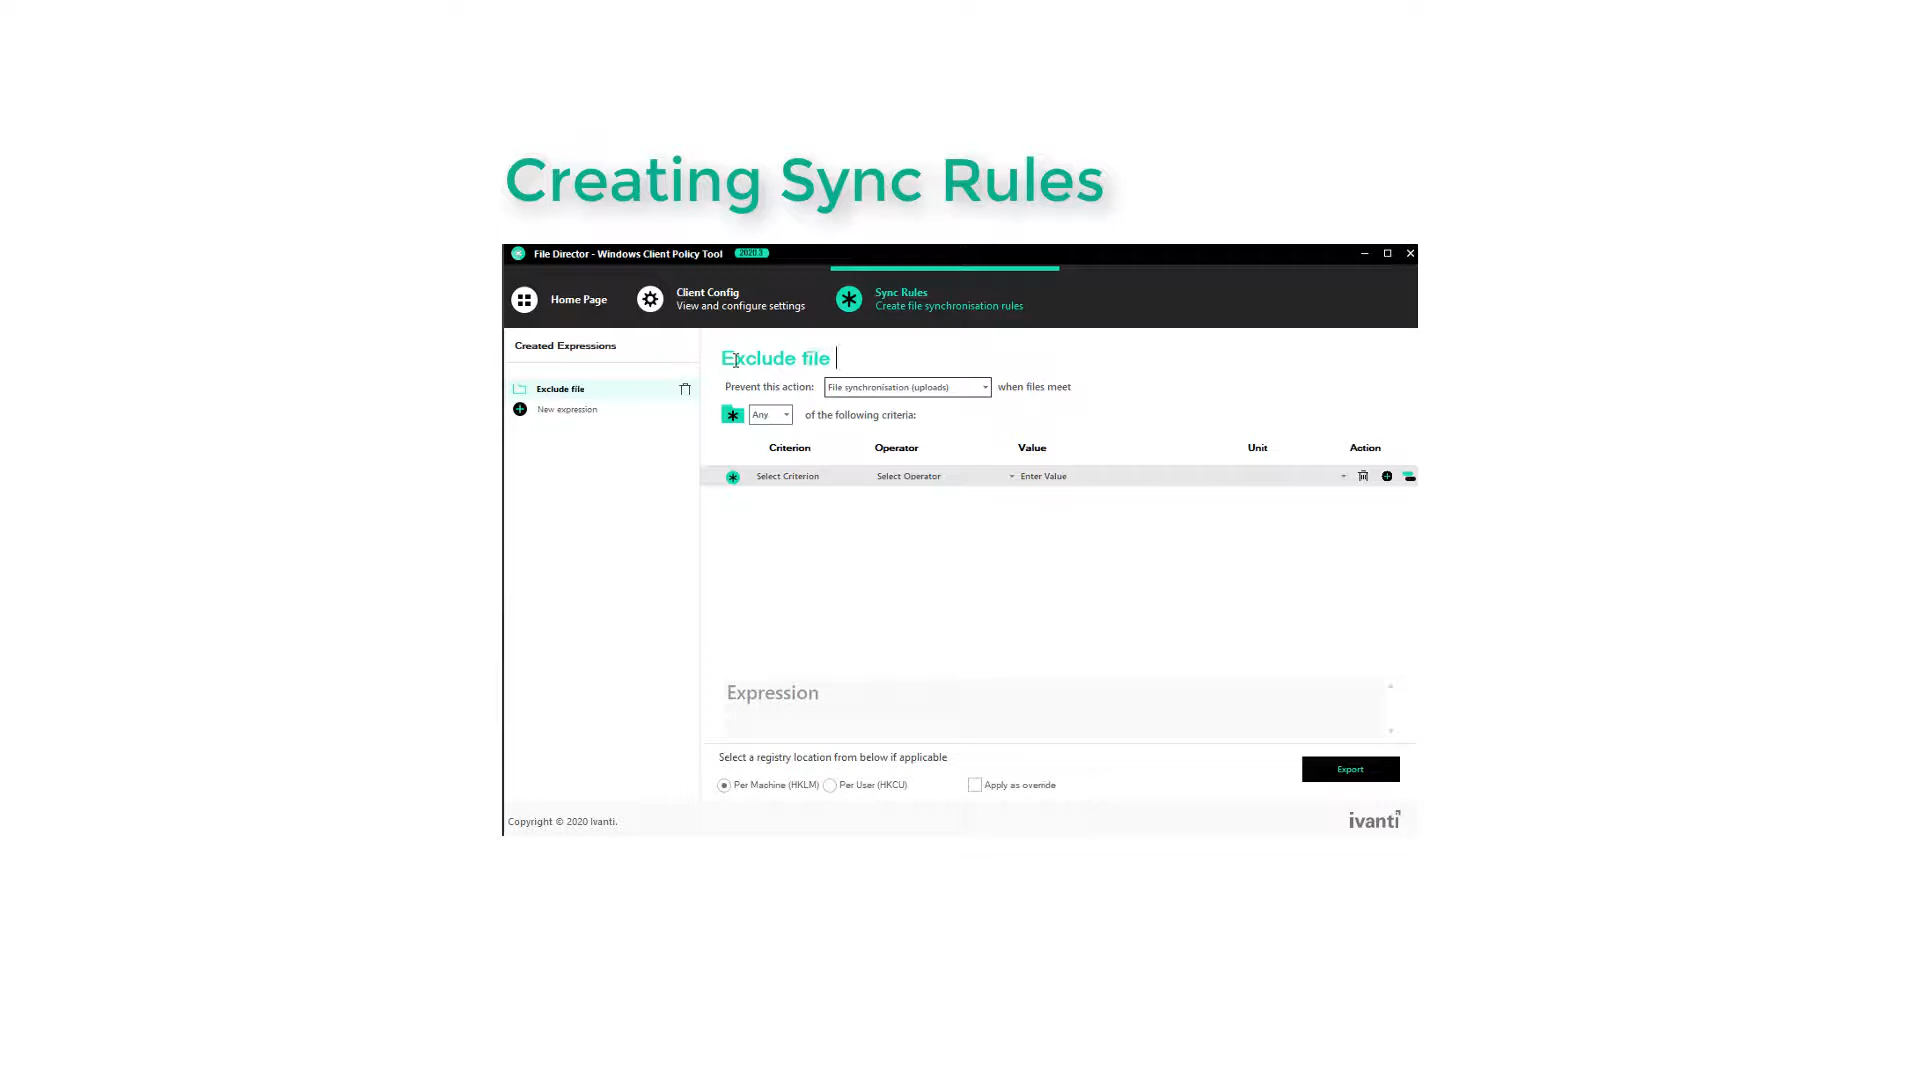 Creating Sync Rules
File Director - Windows Client Policy Tool 2020.3
Home Page
Client Config
View and configure settings
Sync Rules
Create file synchronisation rules
Created Expressions
Exclude file
New expression
Exclude file
Prevent this action: File synchronisation (uploads) when files meet
Any of the following criteria:
Criterion Operator Value Unit Action
Select Criterion Select Operator Enter Value
Expression
Select a registry location from below if applicable
Per Machine (HKLM) Per User (HKCU) Apply as override
Export
Copyright © 2020 Ivanti.
ivanti